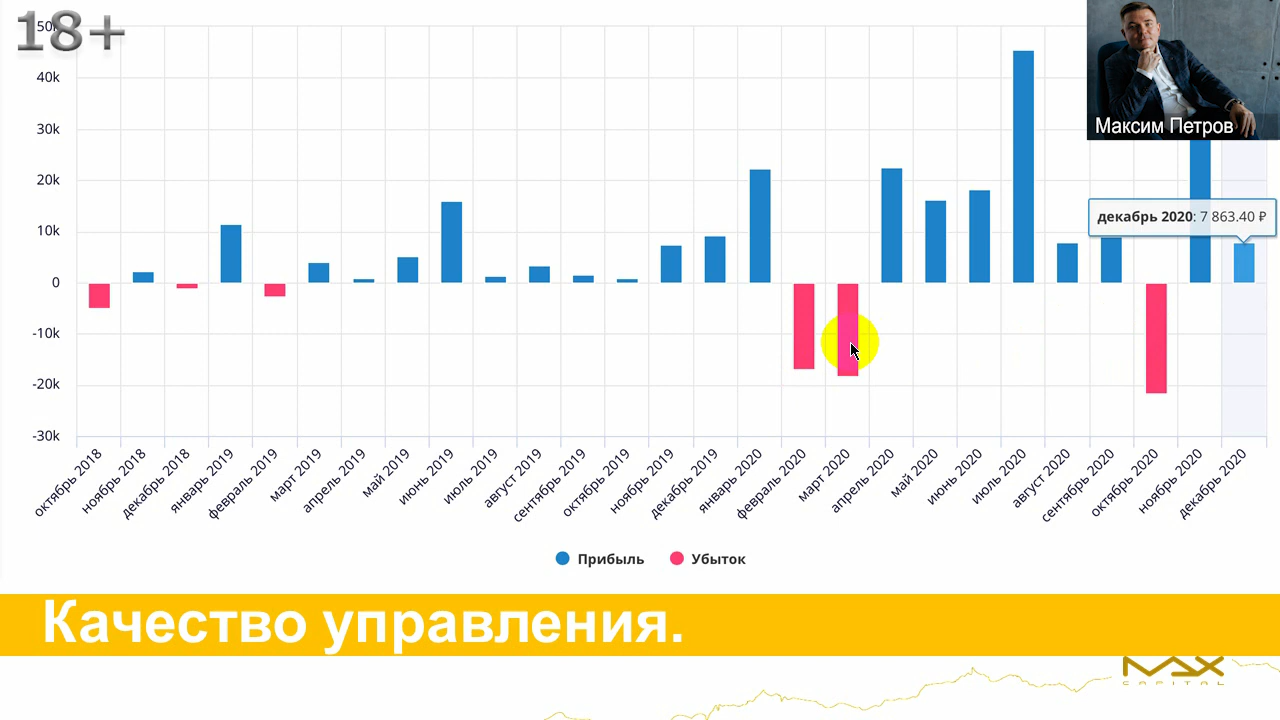 18+
50k
40k
30k
20k
10k
0
-10k
-20k
-30k
Максим Петров
декабрь 2020: 7 863.40 ₽
октябрь 2018
ноябрь 2018
декабрь 2018
январь 2019
февраль 2019
март 2019
апрель 2019
май 2019
июнь 2019
июль 2019
август 2019
сентябрь 2019
октябрь 2019
ноябрь 2019
декабрь 2019
январь 2020
февраль 2020
март 2020
апрель 2020
май 2020
июнь 2020
июль 2020
август 2020
сентябрь 2020
октябрь 2020
ноябрь 2020
декабрь 2020
Прибыль
Убыток
Качество управления.
MAX
CAPITAL